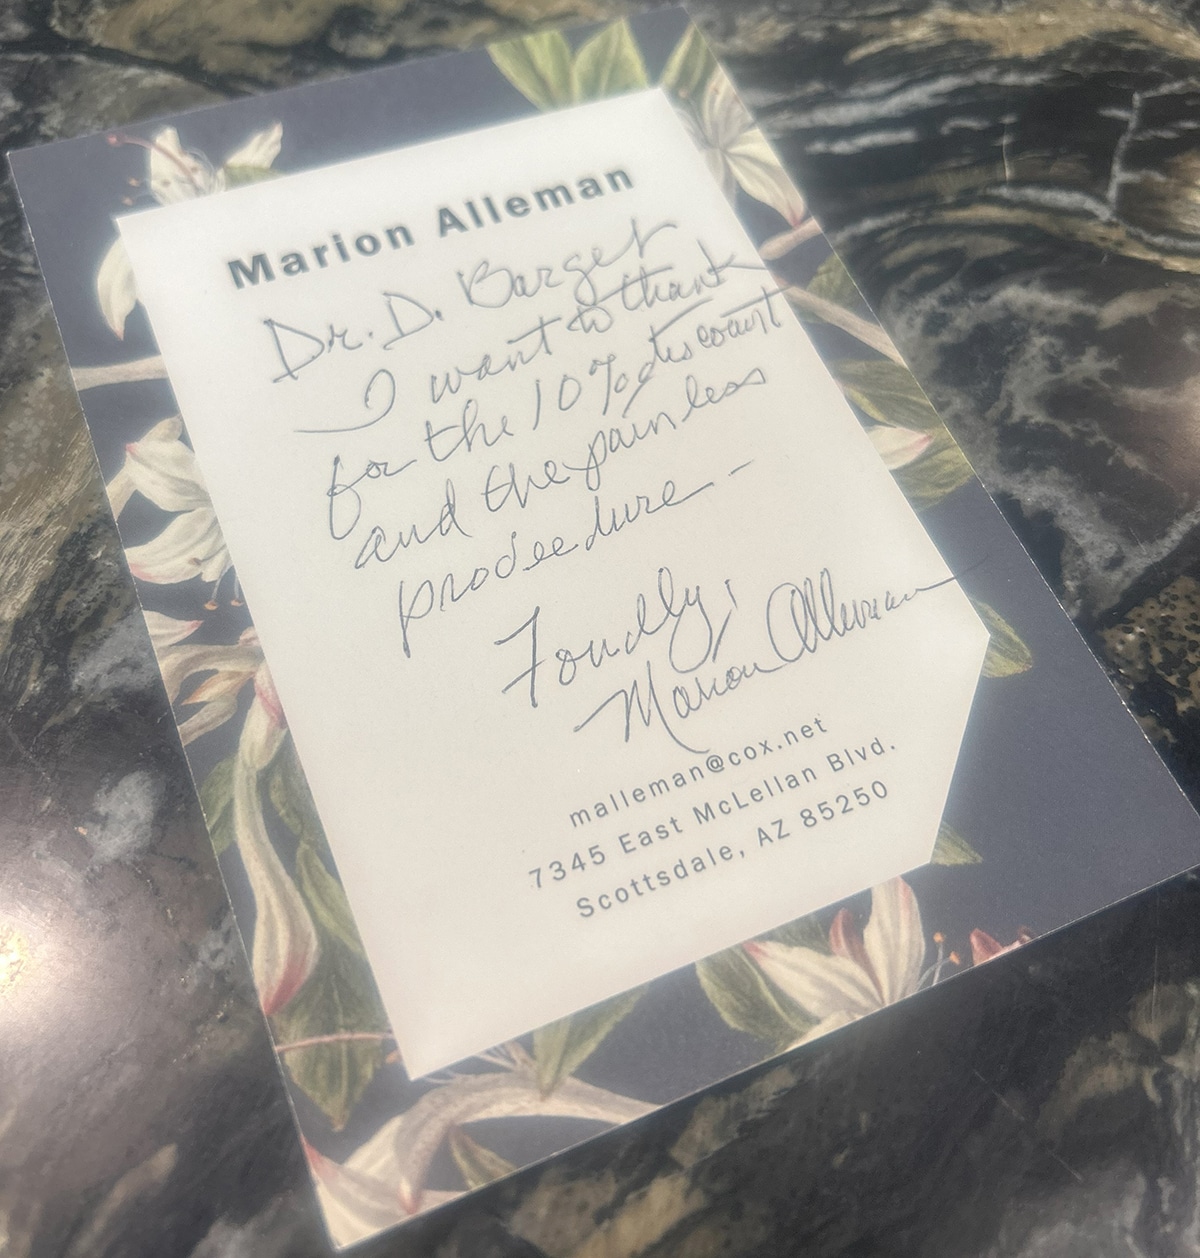 Marion Alleman
Dr. D. Barget
I want to thank
for the 10% discount
and the painless
prodeedure -
Fondly,
Marion Alleman
malleman@cox.net
7345 East McLellan Blvd.
Scottsdale, AZ 85250